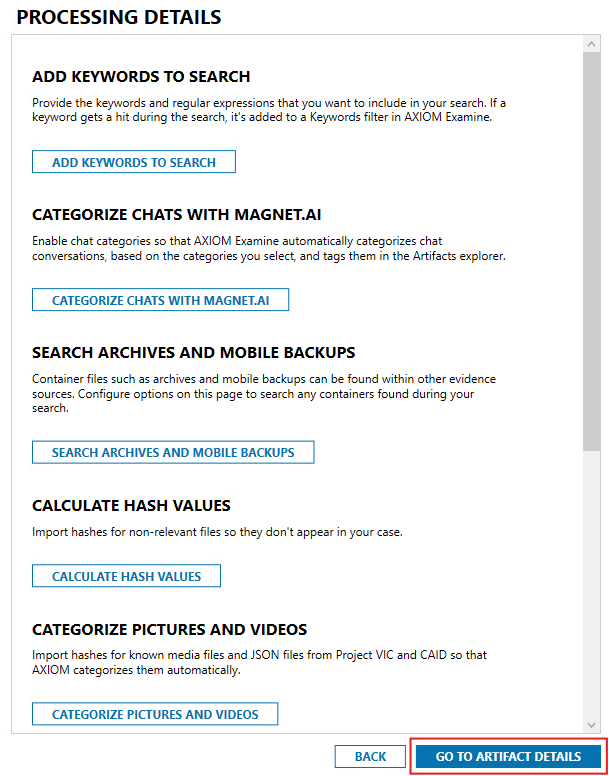 PROCESSING DETAILS
ADD KEYWORDS TO SEARCH
Provide the keywords and regular expressions that you want to include in your search. If a
keyword gets a hit during the search, it's added to a Keywords filter in AXIOM Examine.
ADD KEYWORDS TO SEARCH
CATEGORIZE CHATS WITH MAGNET.AI
Enable chat categories so that AXIOM Examine automatically categorizes chat
conversations, based on the categories you select, and tags them in the Artifacts explorer.
CATEGORIZE CHATS WITH MAGNET.AI
SEARCH ARCHIVES AND MOBILE BACKUPS
Container files such as archives and mobile backups can be found within other evidence
sources. Configure options on this page to search any containers found during your
search.
SEARCH ARCHIVES AND MOBILE BACKUPS
CALCULATE HASH VALUES
Import hashes for non-relevant files so they don't appear in your case.
CALCULATE HASH VALUES
CATEGORIZE PICTURES AND VIDEOS
Import hashes for known media files and JSON files from Project VIC and CAID so that
AXIOM categorizes them automatically.
CATEGORIZE PICTURES AND VIDEOS
BACK
GO TO ARTIFACT DETAILS